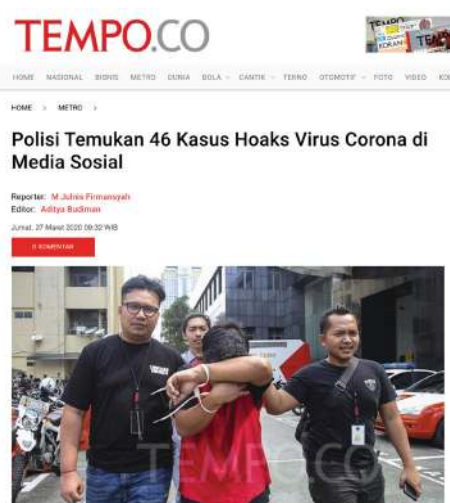 TEMPO.CO
HOME NASIONAL BISNIS METRO DUNIA BOLA CANTIK TEKNO OTOMOTIF FOTO VIDEO
HOME > METRO >
Polisi Temukan 46 Kasus Hoaks Virus Corona di
Media Sosial
Reporter: M Julnis Firmansyah
Editor: Aditya Budiman
Jumat, 27 Maret 2020 09:32 WIB
0 KOMENTAR
TEMPO.CO